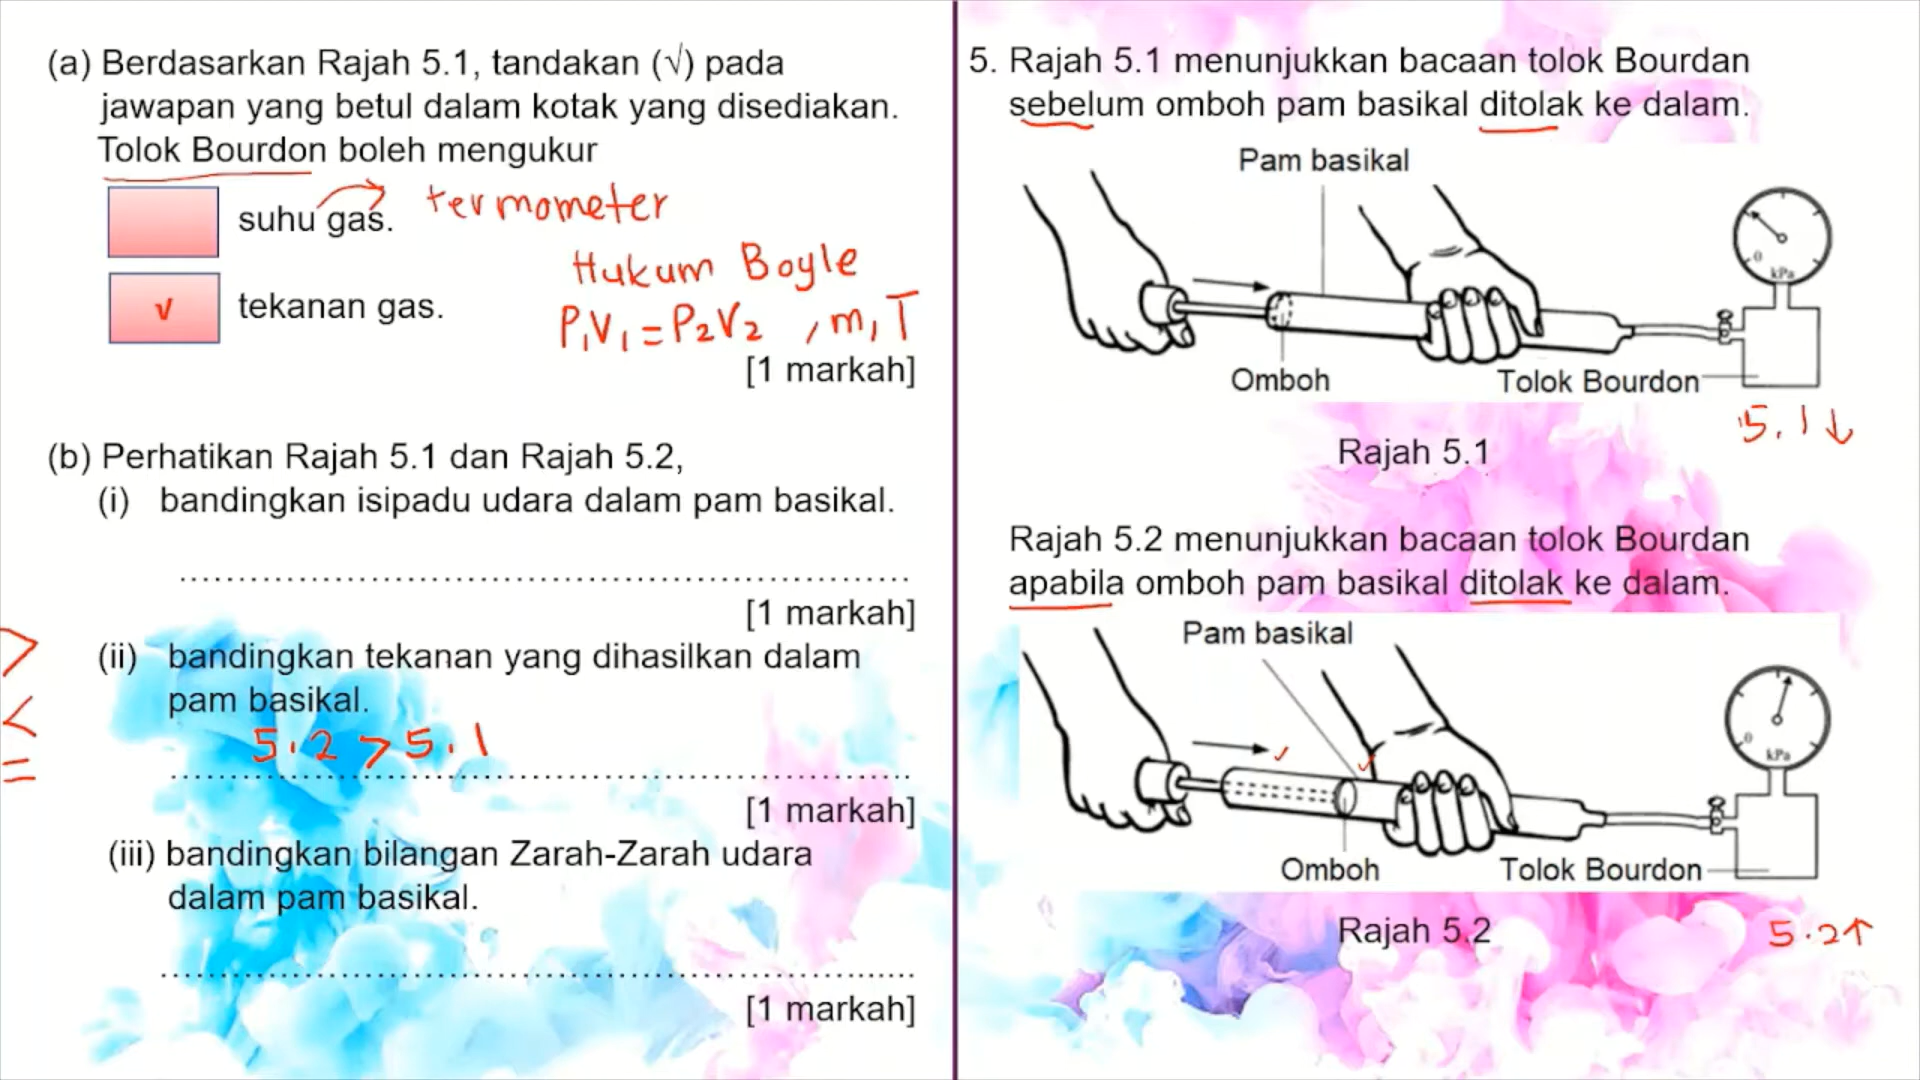 (a) Berdasarkan Rajah 5.1, tandakan (√) pada
jawapan yang betul dalam kotak yang disediakan.
Tolok Bourdon boleh mengukur
suhu gas. termometer
Hukum Boyle
√ tekanan gas.
P₁V₁ = P₂V₂ , m, T
[1 markah]
(b) Perhatikan Rajah 5.1 dan Rajah 5.2,
(i) bandingkan isipadu udara dalam pam basikal.
[1 markah]
>
<
=
(ii) bandingkan tekanan yang dihasilkan dalam
pam basikal.
5.2 > 5.1
[1 markah]
(iii) bandingkan bilangan Zarah-Zarah udara
dalam pam basikal.
[1 markah]
5. Rajah 5.1 menunjukkan bacaan tolok Bourdan
sebelum omboh pam basikal ditolak ke dalam.
Pam basikal
0
kPa
Omboh
Tolok Bourdon
5.1 ↓
Rajah 5.1
Rajah 5.2 menunjukkan bacaan tolok Bourdan
apabila omboh pam basikal ditolak ke dalam.
Pam basikal
0
kPa
Omboh
Tolok Bourdon
Rajah 5.2
5.2 ↑